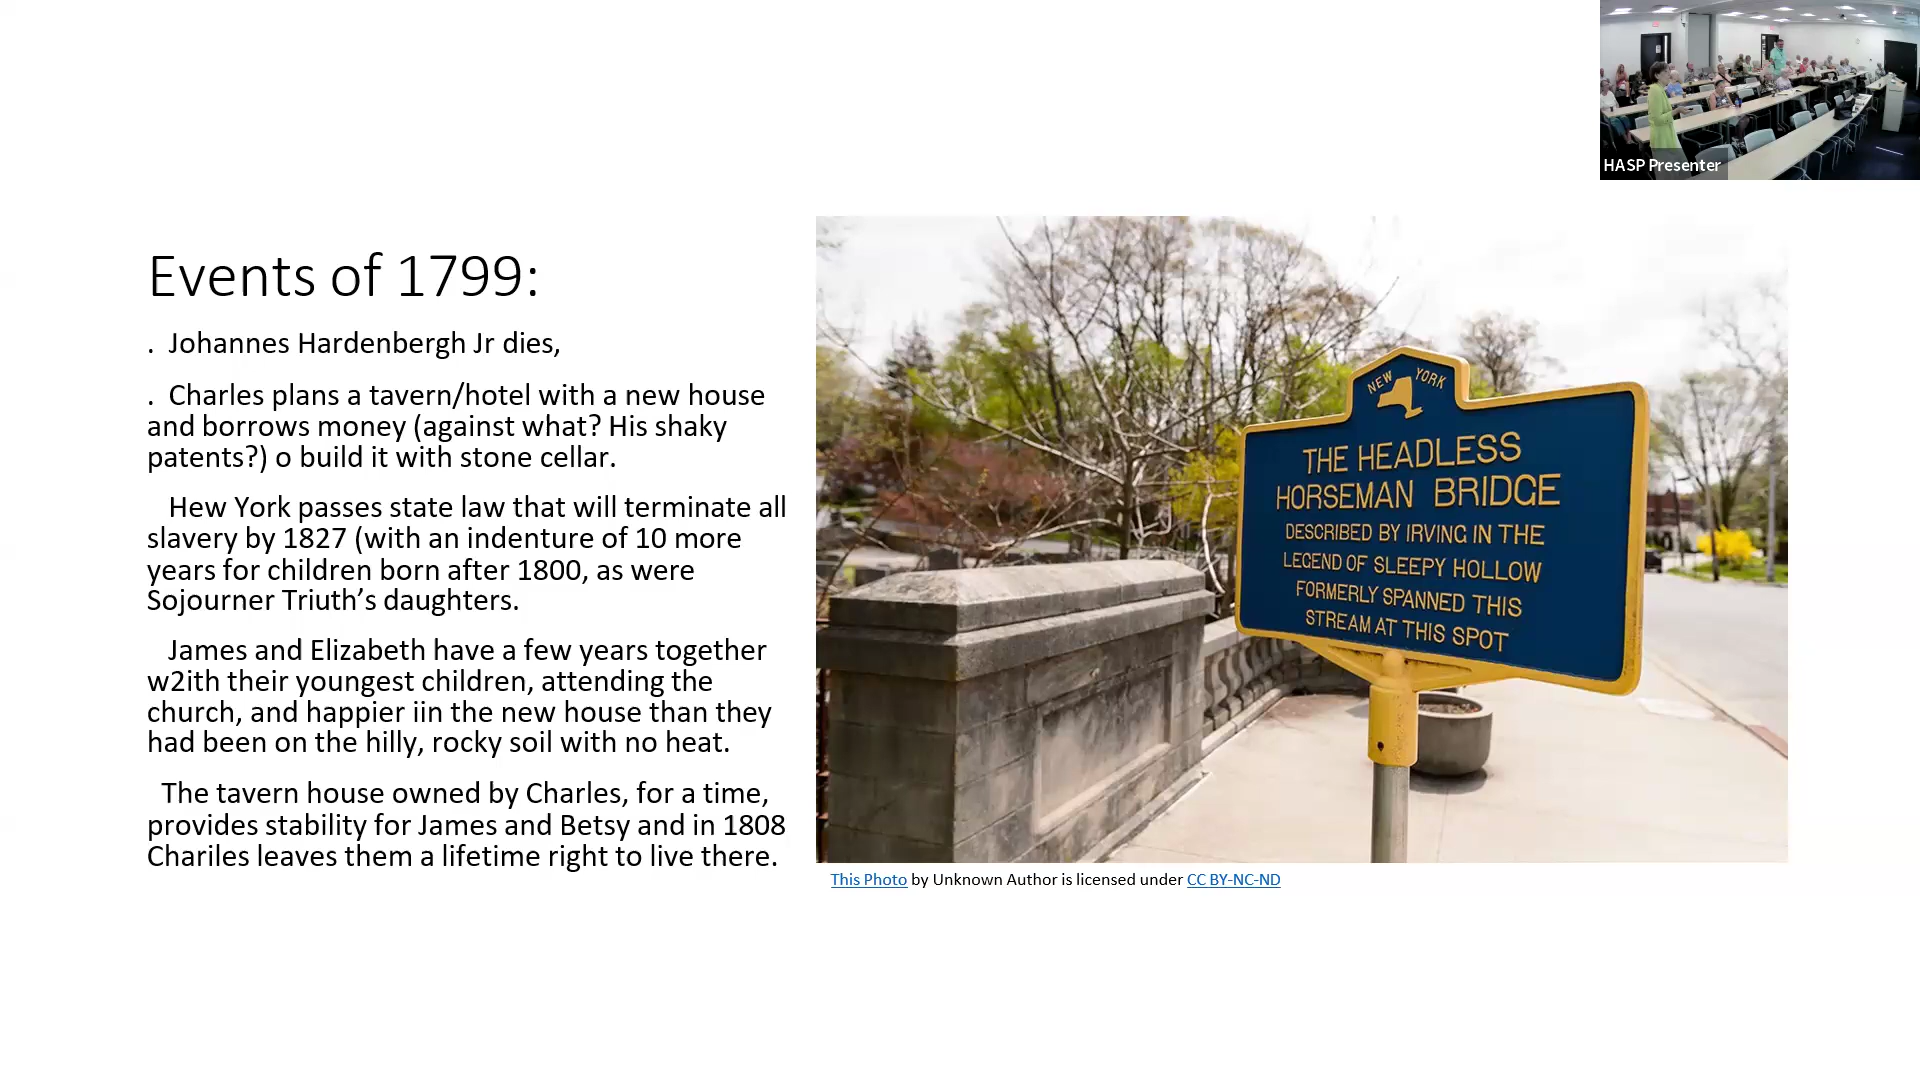 HASP Presenter
Events of 1799:
. Johannes Hardenbergh Jr dies,
. Charles plans a tavern/hotel with a new house
and borrows money (against what? His shaky
patents?) o build it with stone cellar.
Hew York passes state law that will terminate all
slavery by 1827 (with an indenture of 10 more
years for children born after 1800, as were
Sojourner Triuth’s daughters.
James and Elizabeth have a few years together
w2ith their youngest children, attending the
church, and happier iin the new house than they
had been on the hilly, rocky soil with no heat.
The tavern house owned by Charles, for a time,
provides stability for James and Betsy and in 1808
Chariles leaves them a lifetime right to live there.
NEW YORK
THE HEADLESS
HORSEMAN BRIDGE
DESCRIBED BY IRVING IN THE
LEGEND OF SLEEPY HOLLOW
FORMERLY SPANNED THIS
STREAM AT THIS SPOT
This Photo by Unknown Author is licensed under CC BY-NC-ND